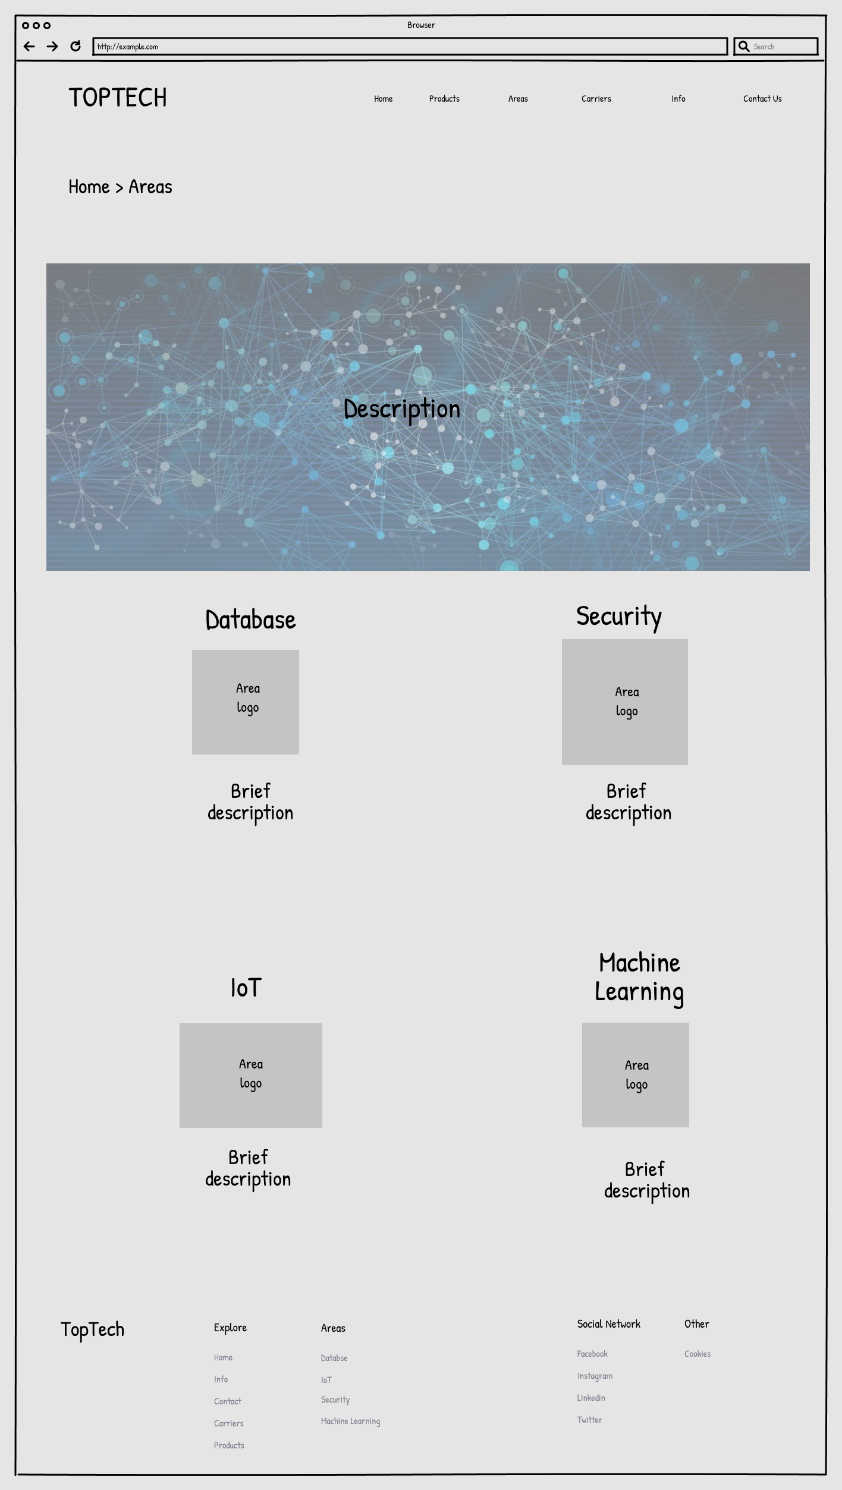 Browser
http://example.com
Search
TOPTECH
Home Products Areas Carriers Info Contact Us
Home > Areas
Description
Database
Area
logo
Brief
description
Security
Area
logo
Brief
description
IoT
Area
logo
Brief
description
Machine
Learning
Area
logo
Brief
description
TopTech
Explore
Home
Info
Contact
Carriers
Products
Areas
Databse
IoT
Security
Machine Learning
Social Network
Facebook
Instagram
Linkedin
Twitter
Other
Cookies